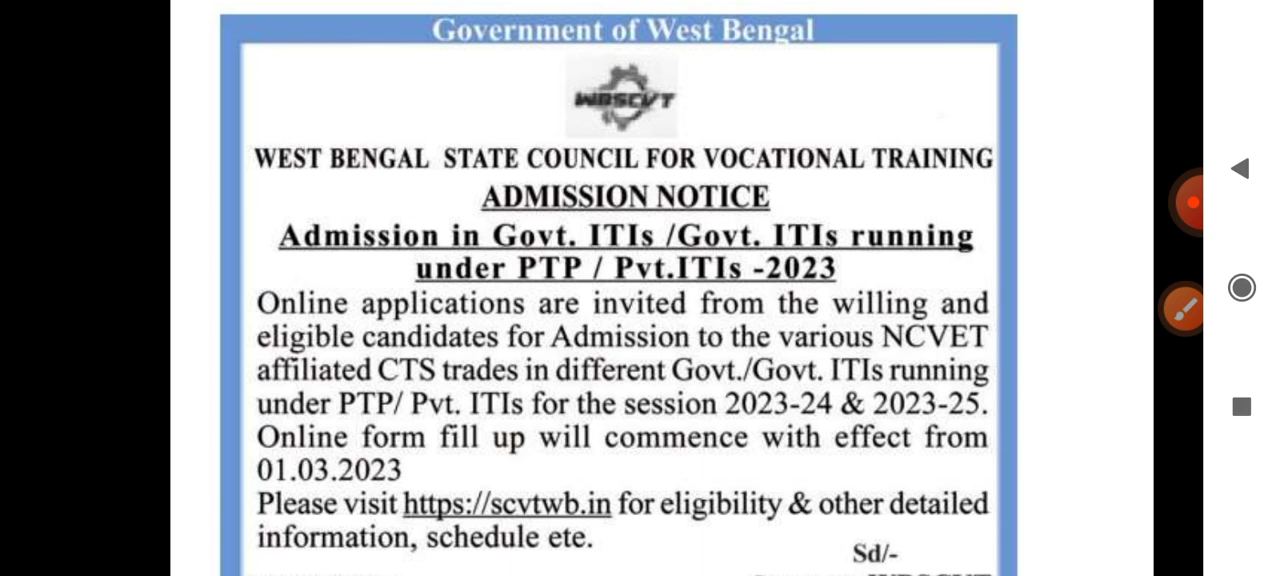 Government of West Bengal
WBSCVT
WEST BENGAL STATE COUNCIL FOR VOCATIONAL TRAINING
ADMISSION NOTICE
Admission in Govt. ITIs /Govt. ITIs running
under PTP / Pvt.ITIs -2023
Online applications are invited from the willing and
eligible candidates for Admission to the various NCVET
affiliated CTS trades in different Govt./Govt. ITIs running
under PTP/ Pvt. ITIs for the session 2023-24 & 2023-25.
Online form fill up will commence with effect from
01.03.2023
Please visit https://scvtwb.in for eligibility & other detailed
information, schedule ete.
Sd/-